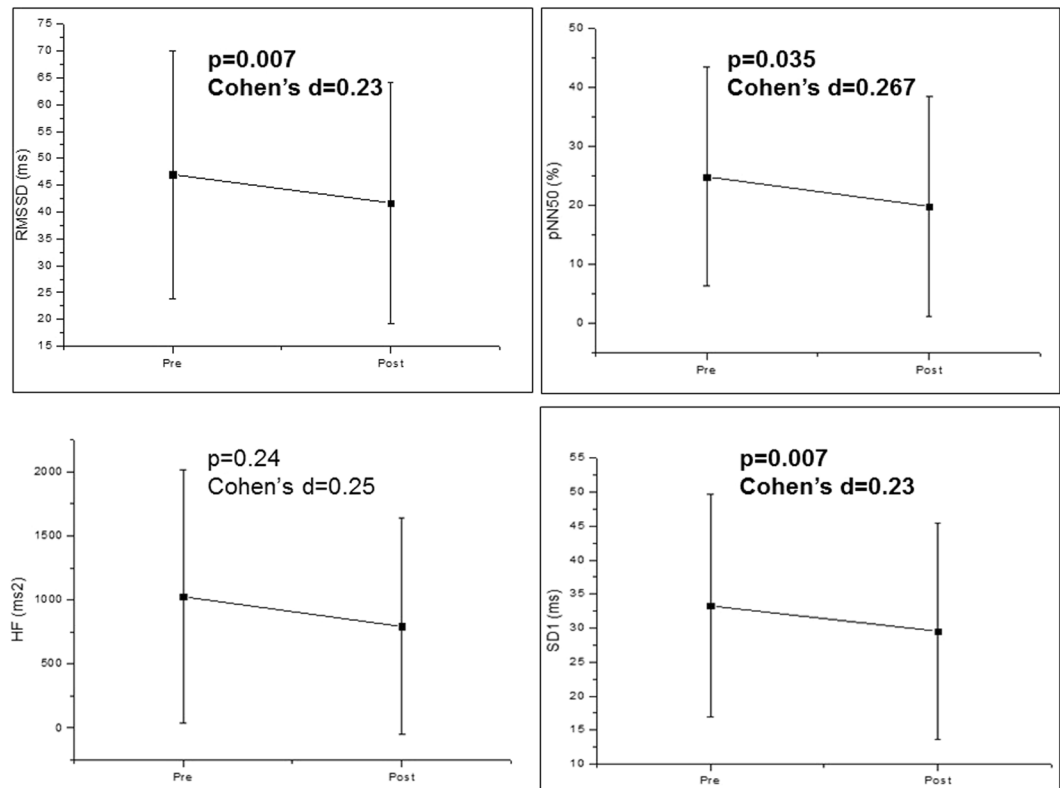 p=0.007
Cohen's d=0.23
RMSSD (ms)
75
70
65
60
55
50
45
40
35
30
25
20
15
Pre
Post
p=0.035
Cohen's d=0.267
pNN50 (%)
50
40
30
20
10
0
Pre
Post
p=0.24
Cohen's d=0.25
HF (ms2)
2000
1500
1000
500
0
Pre
Post
p=0.007
Cohen's d=0.23
SD1 (ms)
55
50
45
40
35
30
25
20
15
10
Pre
Post